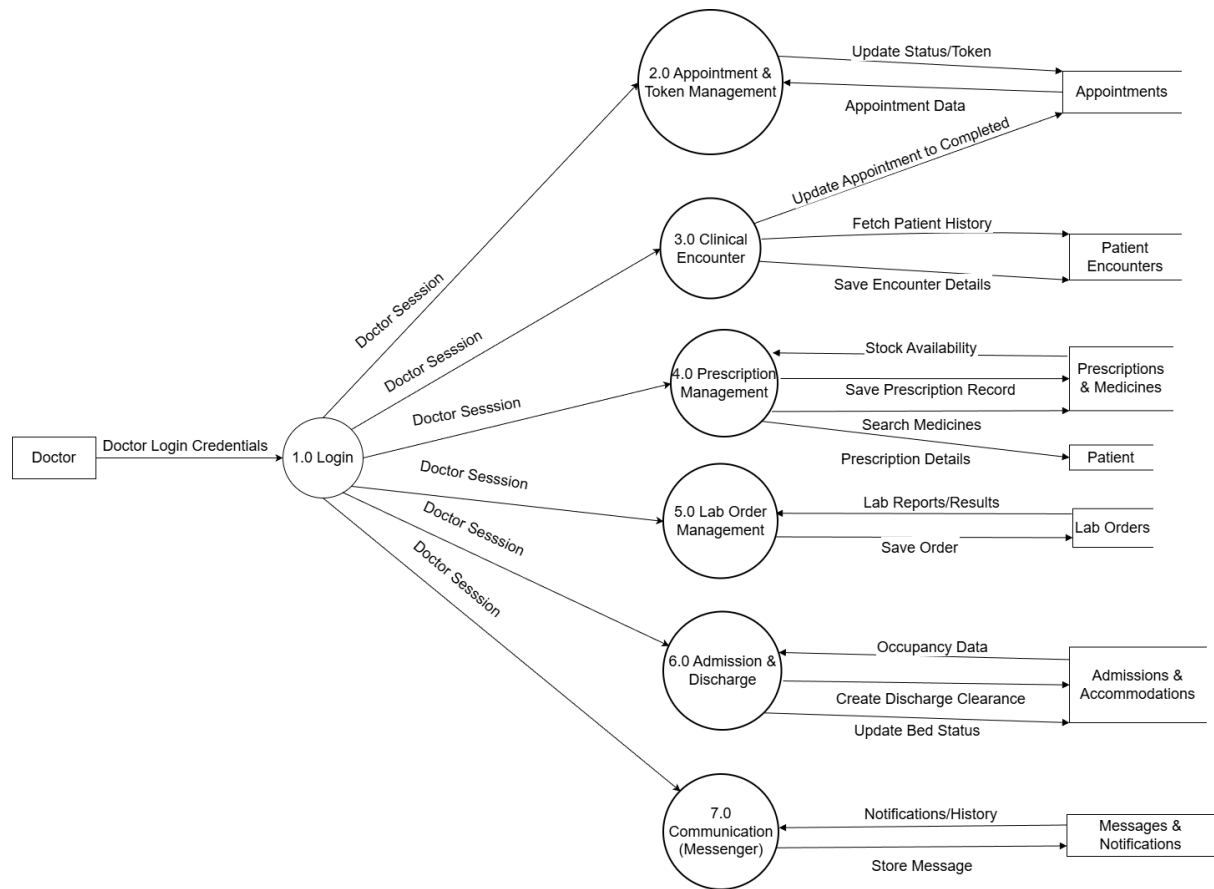 2.0 Appointment &
Token Management
Update Status/Token
Appointment Data
Appointments
Update Appointment to Completed
3.0 Clinical
Encounter
Fetch Patient History
Save Encounter Details
Patient
Encounters
Doctor Sesssion
Doctor Sesssion
4.0 Prescription
Management
Stock Availability
Save Prescription Record
Search Medicines
Prescription Details
Prescriptions
& Medicines
Patient
Doctor Sesssion
Doctor
Doctor Login Credentials
1.0 Login
Doctor Sesssion
5.0 Lab Order
Management
Lab Reports/Results
Save Order
Lab Orders
Doctor Sesssion
Doctor Sesssion
6.0 Admission &
Discharge
Occupancy Data
Create Discharge Clearance
Update Bed Status
Admissions &
Accommodations
7.0
Communication
(Messenger)
Notifications/History
Store Message
Messages &
Notifications